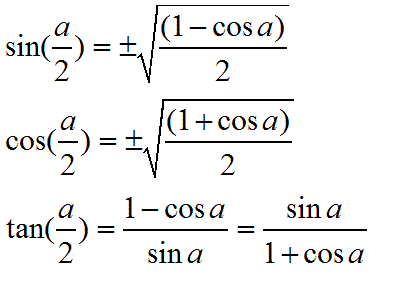 sin(a/2) = ±√((1 − cos a)/2)
cos(a/2) = ±√((1 + cos a)/2)
tan(a/2) = (1 − cos a)/(sin a) = (sin a)/(1 + cos a)